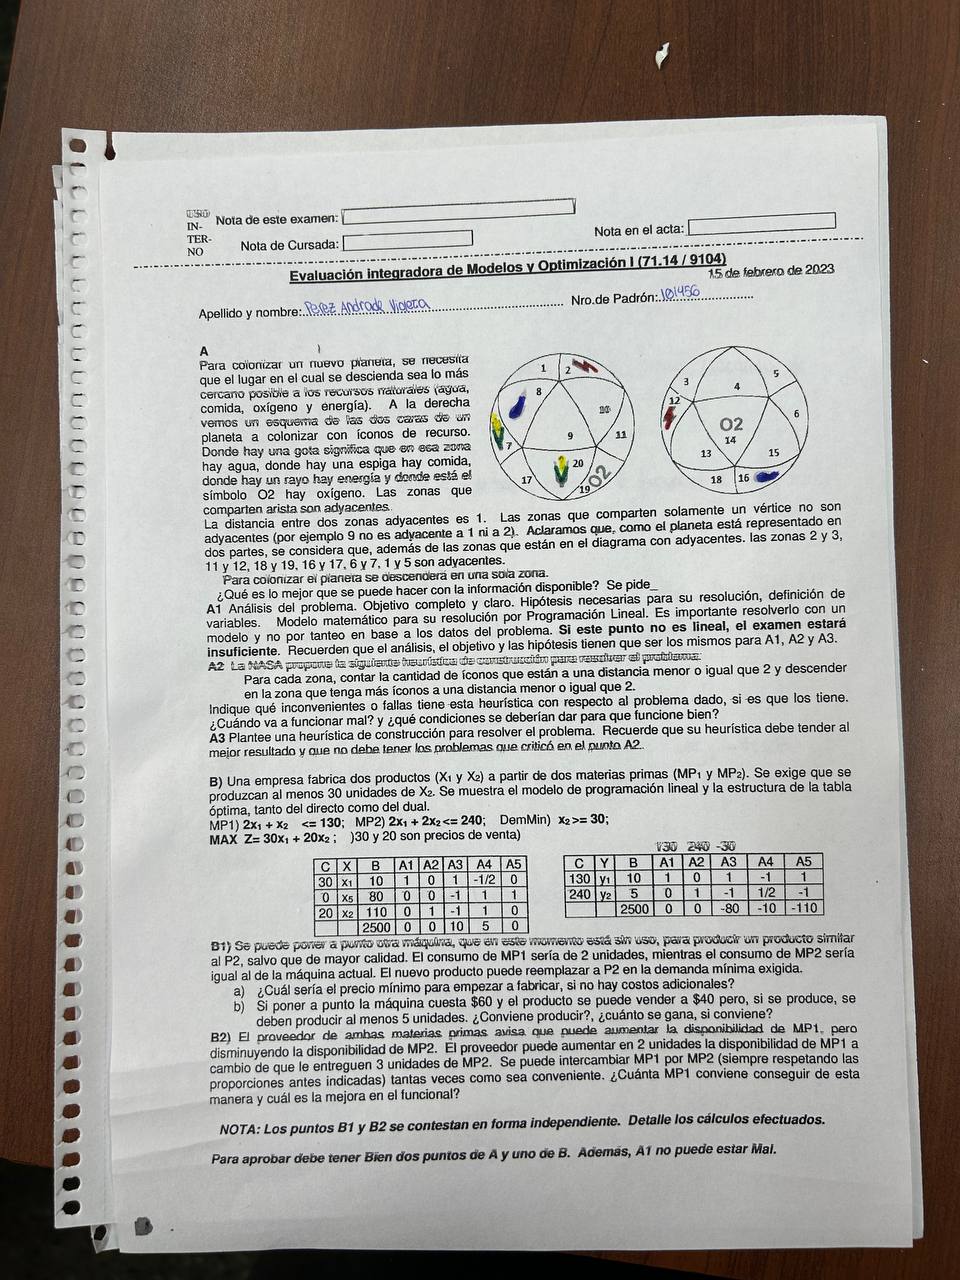 USO
IN-
TER-
NO
Nota de este examen:
Nota de Cursada:
Nota en el acta:
Evaluación integradora de Modelos y Optimización I (71.14 / 9104)
15 de febrero de 2023
Apellido y nombre: Perez Andrade Violeta
Nro.de Padrón: 101456
A
Para colonizar un nuevo planeta, se necesita
que el lugar en el cual se descienda sea lo más
cercano posible a los recursos naturales (agua,
comida, oxígeno y energía). A la derecha
vemos un esquema de las dos caras de un
planeta a colonizar con íconos de recurso.
Donde hay una gota significa que en esa zona
hay agua, donde hay una espiga hay comida,
donde hay un rayo hay energía y donde está el
símbolo O2 hay oxígeno. Las zonas que
comparten arista son adyacentes.
1 2
8
10
9
7
11
20
17
19 O2
3
4
5
12
6
O2
14
13
15
18
16
La distancia entre dos zonas adyacentes es 1. Las zonas que comparten solamente un vértice no son
adyacentes (por ejemplo 9 no es adyacente a 1 ni a 2). Aclaramos que, como el planeta está representado en
dos partes, se considera que, además de las zonas que están en el diagrama con adyacentes. las zonas 2 y 3,
11 y 12, 18 y 19, 16 y 17, 6 y 7, 1 y 5 son adyacentes.
Para colonizar el planeta se descenderá en una sola zona.
¿Qué es lo mejor que se puede hacer con la información disponible? Se pide_
A1 Análisis del problema. Objetivo completo y claro. Hipótesis necesarias para su resolución, definición de
variables. Modelo matemático para su resolución por Programación Lineal. Es importante resolverlo con un
modelo y no por tanteo en base a los datos del problema. Si este punto no es lineal, el examen estará
insuficiente. Recuerden que el análisis, el objetivo y las hipótesis tienen que ser los mismos para A1, A2 y A3.
A2 La NASA propone la siguiente heurística de construcción para resolver el problema:
Para cada zona, contar la cantidad de íconos que están a una distancia menor o igual que 2 y descender
en la zona que tenga más íconos a una distancia menor o igual que 2.
Indique qué inconvenientes o fallas tiene esta heurística con respecto al problema dado, si es que los tiene.
¿Cuándo va a funcionar mal? y ¿qué condiciones se deberían dar para que funcione bien?
A3 Plantee una heurística de construcción para resolver el problema. Recuerde que su heurística debe tender al
mejor resultado y que no debe tener los problemas que criticó en el punto A2.
B) Una empresa fabrica dos productos (X1 y X2) a partir de dos materias primas (MP1 y MP2). Se exige que se
produzcan al menos 30 unidades de X2. Se muestra el modelo de programación lineal y la estructura de la tabla
óptima, tanto del directo como del dual.
MP1) 2x1 + x2 <= 130; MP2) 2x1 + 2x2 <= 240; DemMin) x2 >= 30;
MAX Z= 30x1 + 20x2 ; )30 y 20 son precios de venta)
C X B A1 A2 A3 A4 A5
30 x1 10 1 0 1 -1/2 0
0 x5 80 0 0 -1 1 1
20 x2 110 0 1 -1 1 0
2500 0 0 10 5 0
130 240 -30
C Y B A1 A2 A3 A4 A5
130 y1 10 1 0 1 -1 1
240 y2 5 0 1 -1 1/2 -1
2500 0 0 -80 -10 -110
B1) Se puede poner a punto otra máquina, que en este momento está sin uso, para producir un producto similar
al P2, salvo que de mayor calidad. El consumo de MP1 sería de 2 unidades, mientras el consumo de MP2 sería
igual al de la máquina actual. El nuevo producto puede reemplazar a P2 en la demanda mínima exigida.
a) ¿Cuál sería el precio mínimo para empezar a fabricar, si no hay costos adicionales?
b) Si poner a punto la máquina cuesta $60 y el producto se puede vender a $40 pero, si se produce, se
deben producir al menos 5 unidades. ¿Conviene producir?, ¿cuánto se gana, si conviene?
B2) El proveedor de ambas materias primas avisa que puede aumentar la disponibilidad de MP1, pero
disminuyendo la disponibilidad de MP2. El proveedor puede aumentar en 2 unidades la disponibilidad de MP1 a
cambio de que le entreguen 3 unidades de MP2. Se puede intercambiar MP1 por MP2 (siempre respetando las
proporciones antes indicadas) tantas veces como sea conveniente. ¿Cuánta MP1 conviene conseguir de esta
manera y cuál es la mejora en el funcional?
NOTA: Los puntos B1 y B2 se contestan en forma independiente. Detalle los cálculos efectuados.
Para aprobar debe tener Bien dos puntos de A y uno de B. Además, A1 no puede estar Mal.